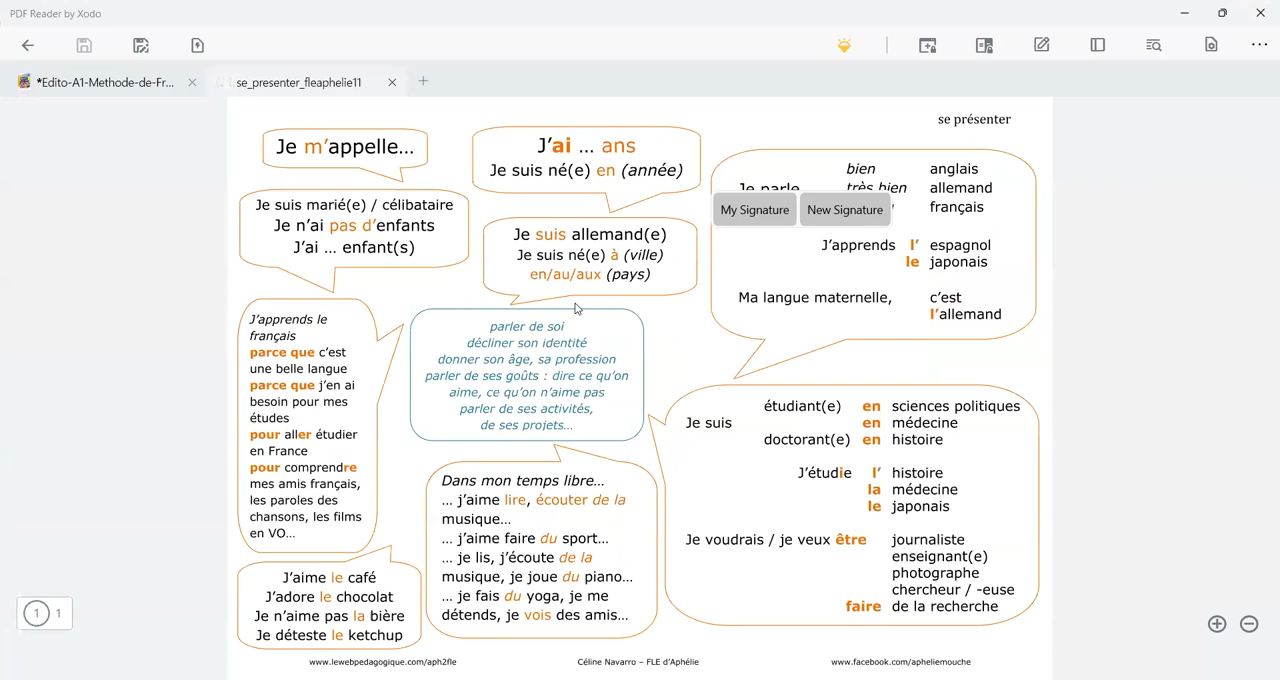 PDF Reader by Xodo
*Edito-A1-Methode-de-Fr...
se_presenter_fleaphelie11
se présenter
Je m'appelle...
J'ai ... ans
Je suis né(e) en (année)
Je suis marié(e) / célibataire
Je n'ai pas d'enfants
J'ai ... enfant(s)
Je suis allemand(e)
Je suis né(e) à (ville)
en/au/aux (pays)
bien anglais
Je parle très bien allemand
français
My Signature New Signature
J'apprends l' espagnol
le japonais
Ma langue maternelle, c'est
l'allemand
J'apprends le
français
parce que c'est
une belle langue
parce que j'en ai
besoin pour mes
études
pour aller étudier
en France
pour comprendre
mes amis français,
les paroles des
chansons, les films
en VO...
parler de soi
décliner son identité
donner son âge, sa profession
parler de ses goûts : dire ce qu'on
aime, ce qu'on n'aime pas
parler de ses activités,
de ses projets...
étudiant(e) en sciences politiques
Je suis en médecine
doctorant(e) en histoire
J'étudie l' histoire
la médecine
le japonais
Je voudrais / je veux être journaliste
enseignant(e)
photographe
chercheur / -euse
faire de la recherche
Dans mon temps libre...
... j'aime lire, écouter de la
musique...
... j'aime faire du sport...
... je lis, j'écoute de la
musique, je joue du piano...
... je fais du yoga, je me
détends, je vois des amis...
J'aime le café
J'adore le chocolat
Je n'aime pas la bière
Je déteste le ketchup
1 1
www.lewebpedagogique.com/aph2fle
Céline Navarro – FLE d'Aphélie
www.facebook.com/apheliemouche